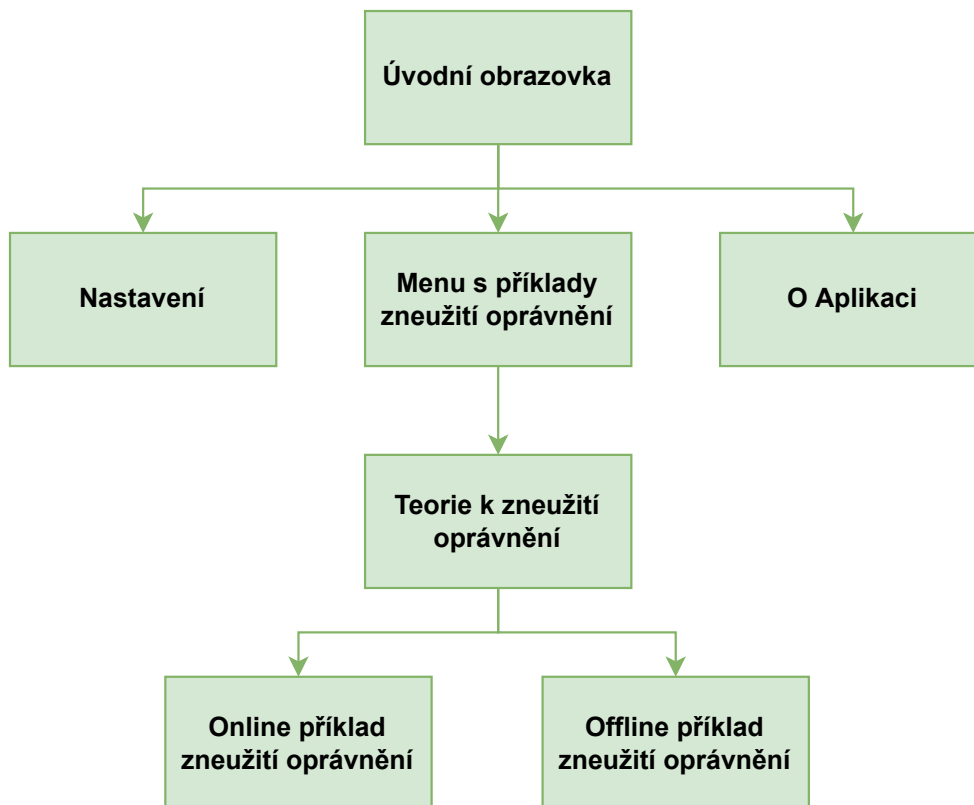 Úvodní obrazovka
Nastavení
Menu s příklady
zneužití oprávnění
O Aplikaci
Teorie k zneužití
oprávnění
Online příklad
zneužití oprávnění
Offline příklad
zneužití oprávnění